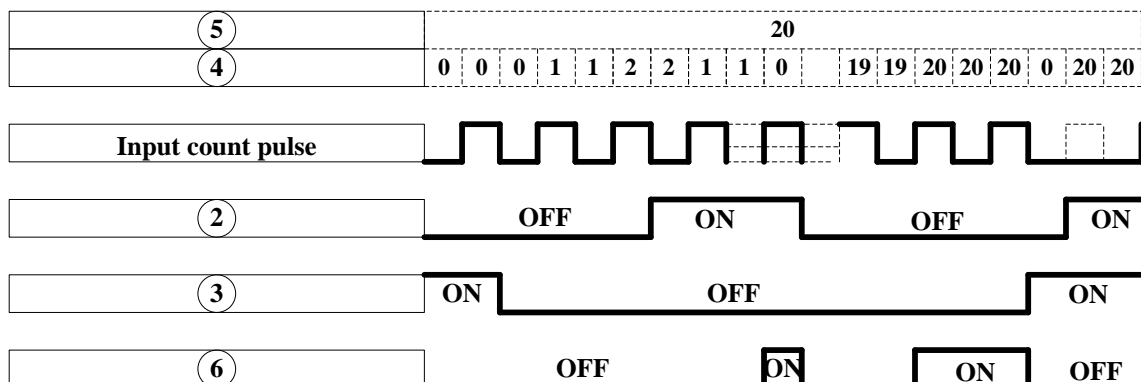 5 20
4 0 0 0 1 1 2 2 1 1 0 19 19 20 20 20 0 20 20
Input count pulse
2 OFF ON OFF ON
3 ON OFF ON
6 OFF ON ON OFF